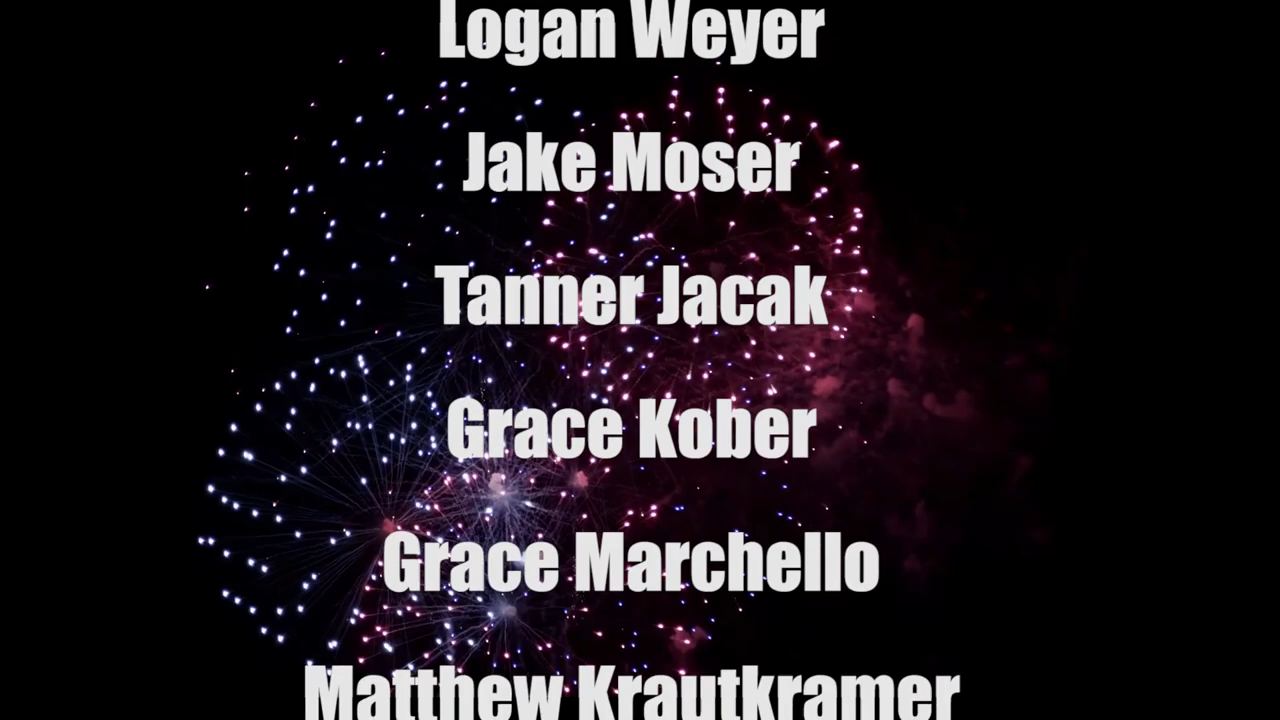 Logan Weyer
Jake Moser
Tanner Jacak
Grace Kober
Grace Marchello
Matthew Krautkramer